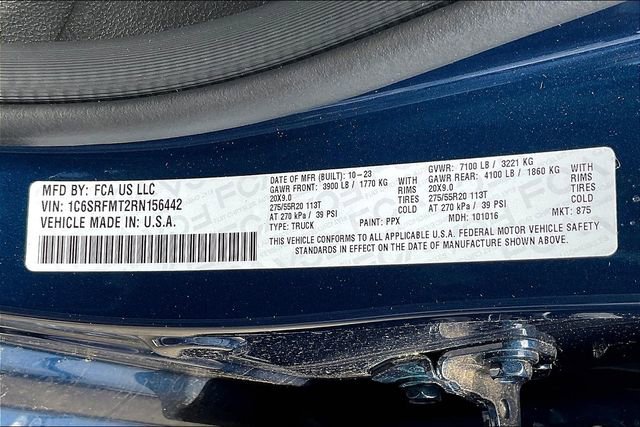 MFD BY: FCA US LLC
VIN: 1C6SRFMT2RN156442
VEHICLE MADE IN: U.S.A.
DATE OF MFR (BUILT): 10-23
GAWR FRONT: 3900 LB / 1770 KG WITH
20X9.0 TIRES
275/55R20 113T RIMS AT
AT 270 kPa / 39 PSI COLD
TYPE: TRUCK PAINT: PPX
GVWR: 7100 LB / 3221 KG
GAWR REAR: 4100 LB / 1860 KG WITH
20X9.0 TIRES
275/55R20 113T RIMS AT
AT 270 kPa / 39 PSI COLD
MDH: 101016 MKT: 875
THIS VEHICLE CONFORMS TO ALL APPLICABLE U.S.A. FEDERAL MOTOR VEHICLE SAFETY
STANDARDS IN EFFECT ON THE DATE OF MANUFACTURE SHOWN ABOVE.